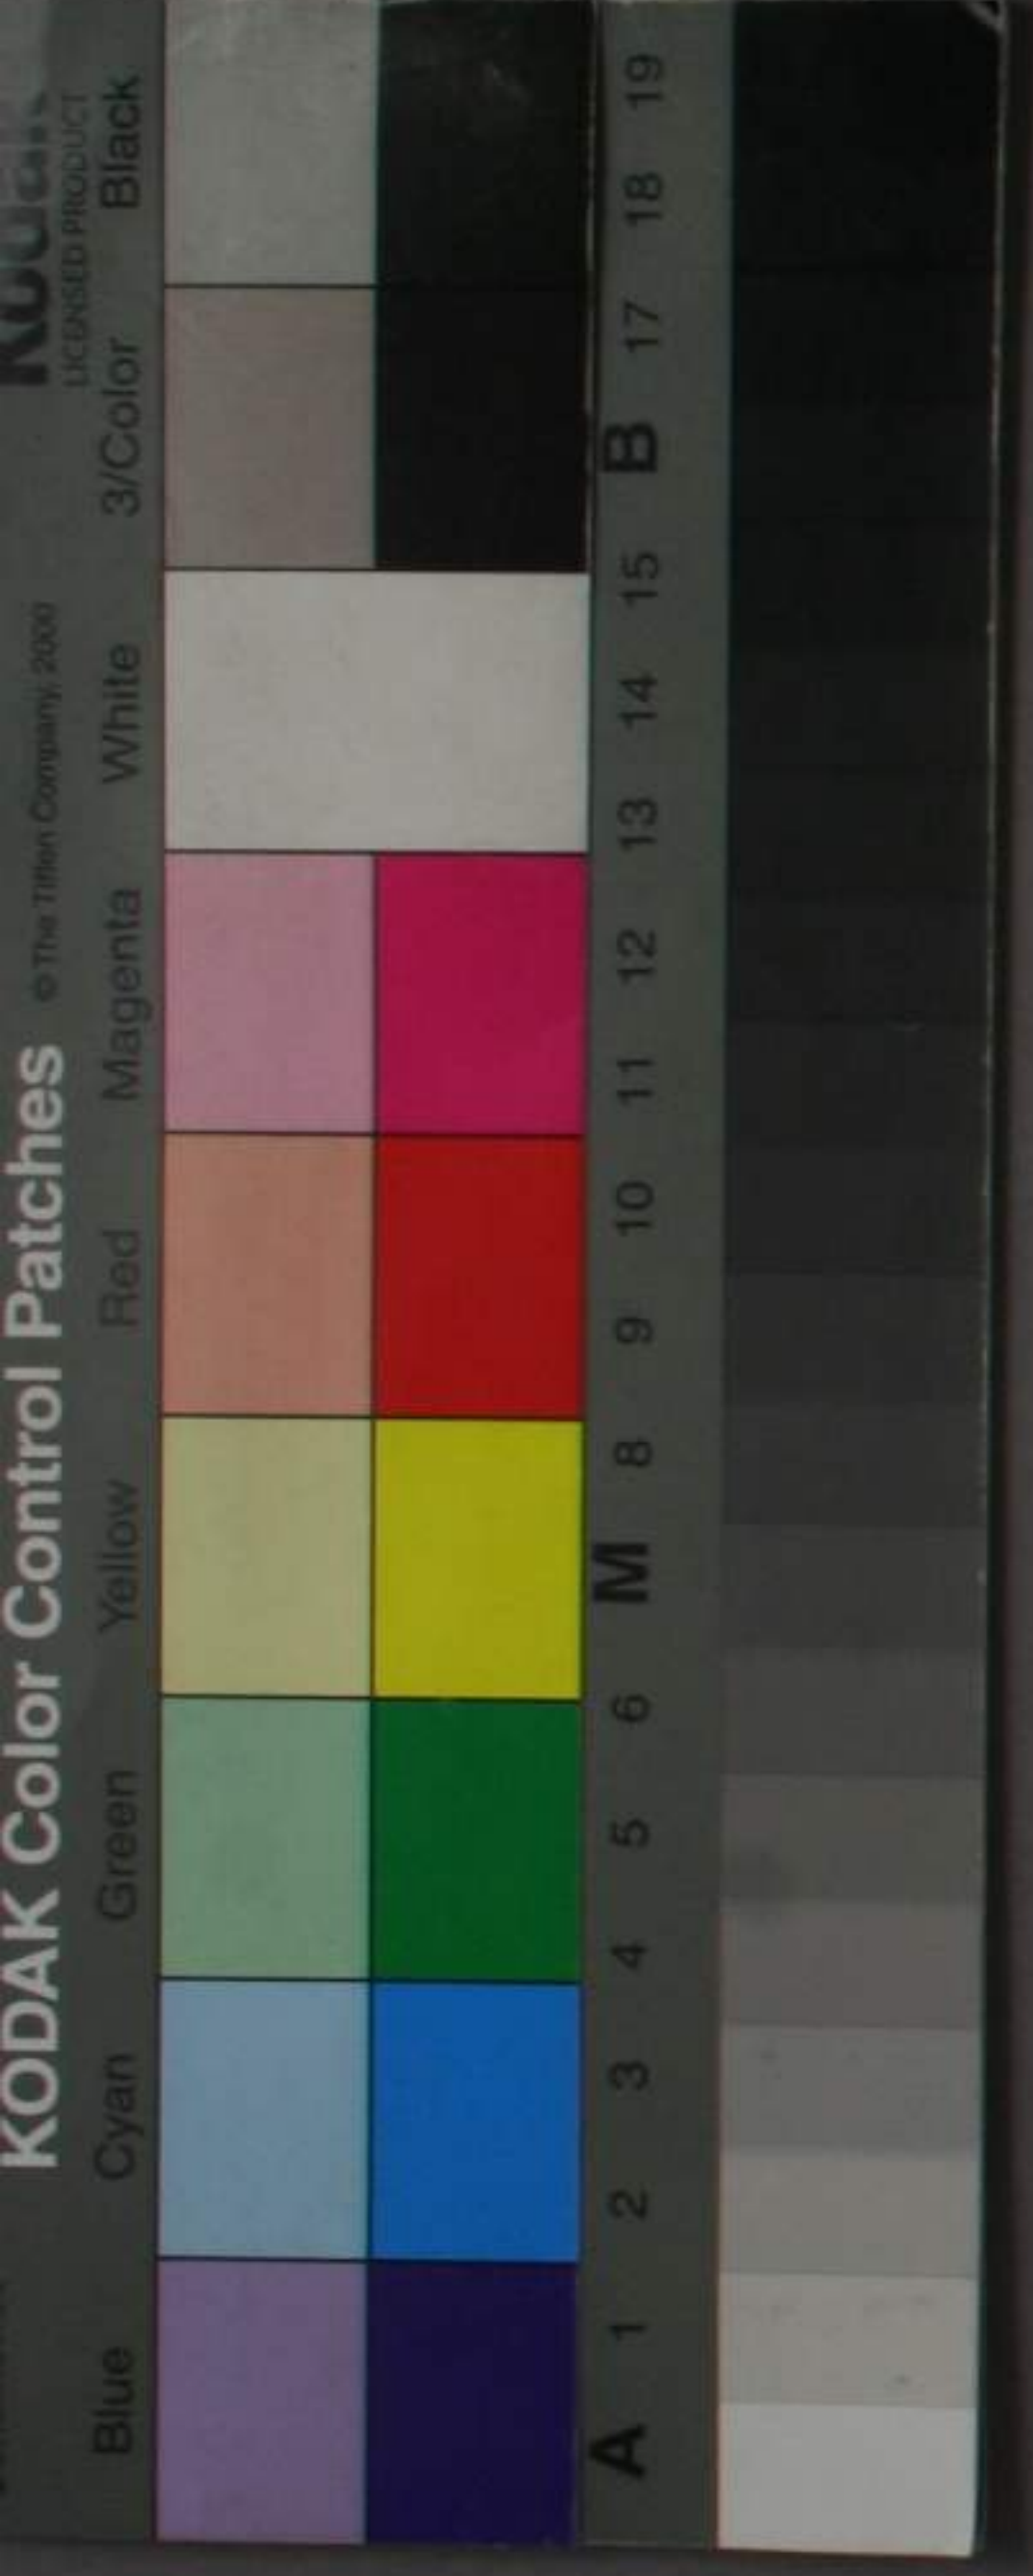 Kodak
LICENSED PRODUCT
KODAK Color Control Patches © The Tiffen Company, 2000
Blue Cyan Green Yellow Red Magenta White 3/Color Black
A 1 2 3 4 5 6 M 8 9 10 11 12 13 14 15 B 17 18 19